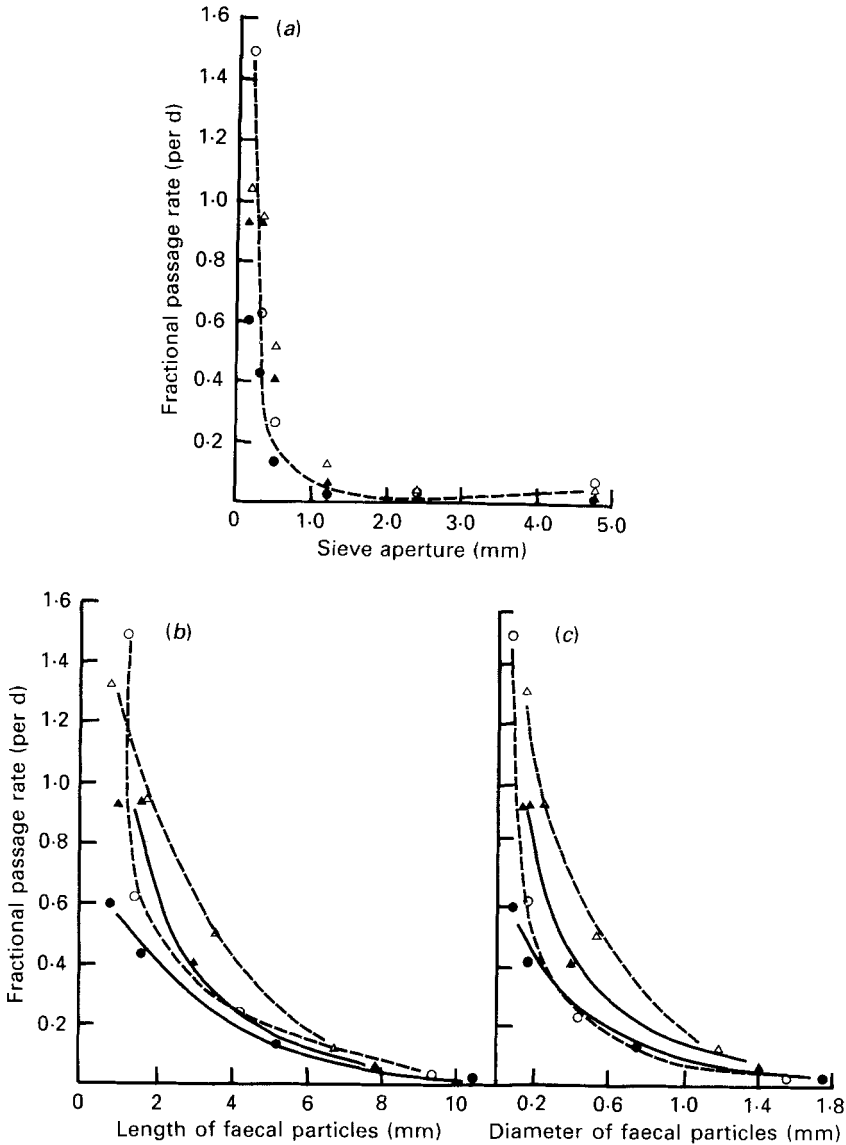 (a)
Fractional passage rate (per d)
1·6
1·4
1·2
1·0
0·8
0·6
0·4
0·2
0 1·0 2·0 3·0 4·0 5·0
Sieve aperture (mm)
(b)
Fractional passage rate (per d)
1·6
1·4
1·2
1·0
0·8
0·6
0·4
0·2
0 2 4 6 8 10
Length of faecal particles (mm)
(c)
0·2 0·6 1·0 1·4 1·8
Diameter of faecal particles (mm)